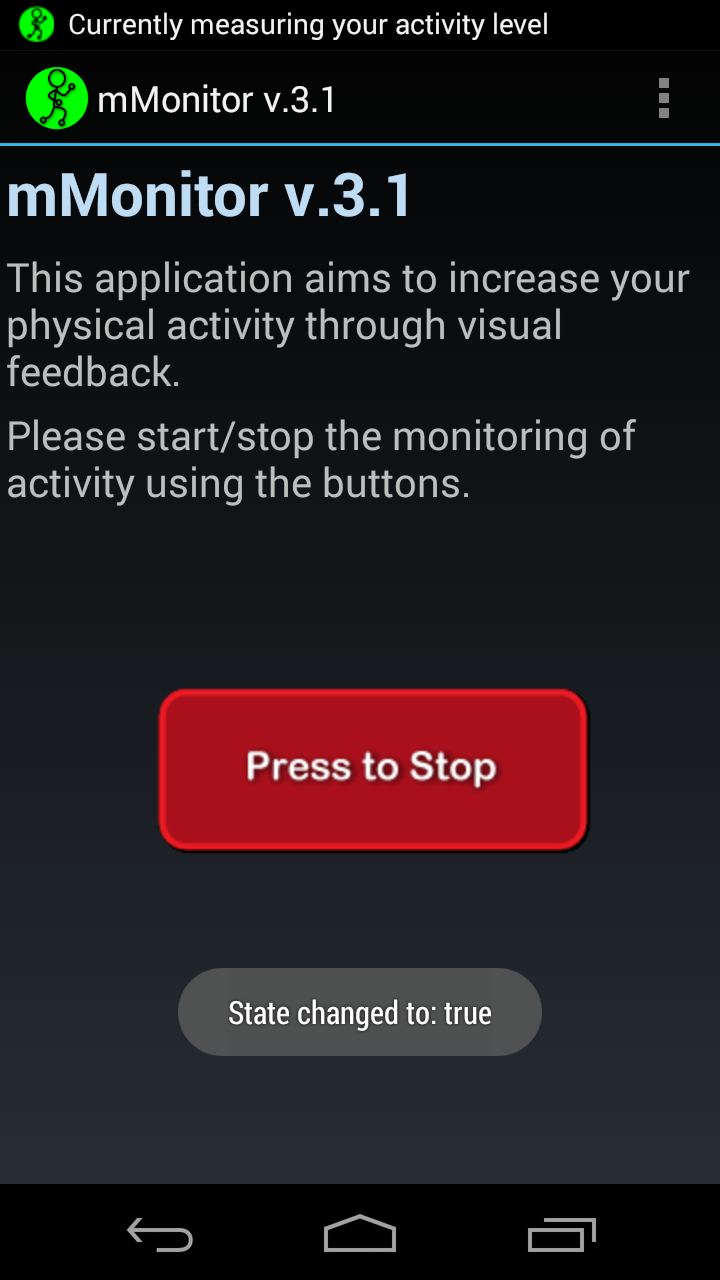 Currently measuring your activity level
mMonitor v.3.1
mMonitor v.3.1
This application aims to increase your
physical activity through visual
feedback.
Please start/stop the monitoring of
activity using the buttons.
Press to Stop
State changed to: true